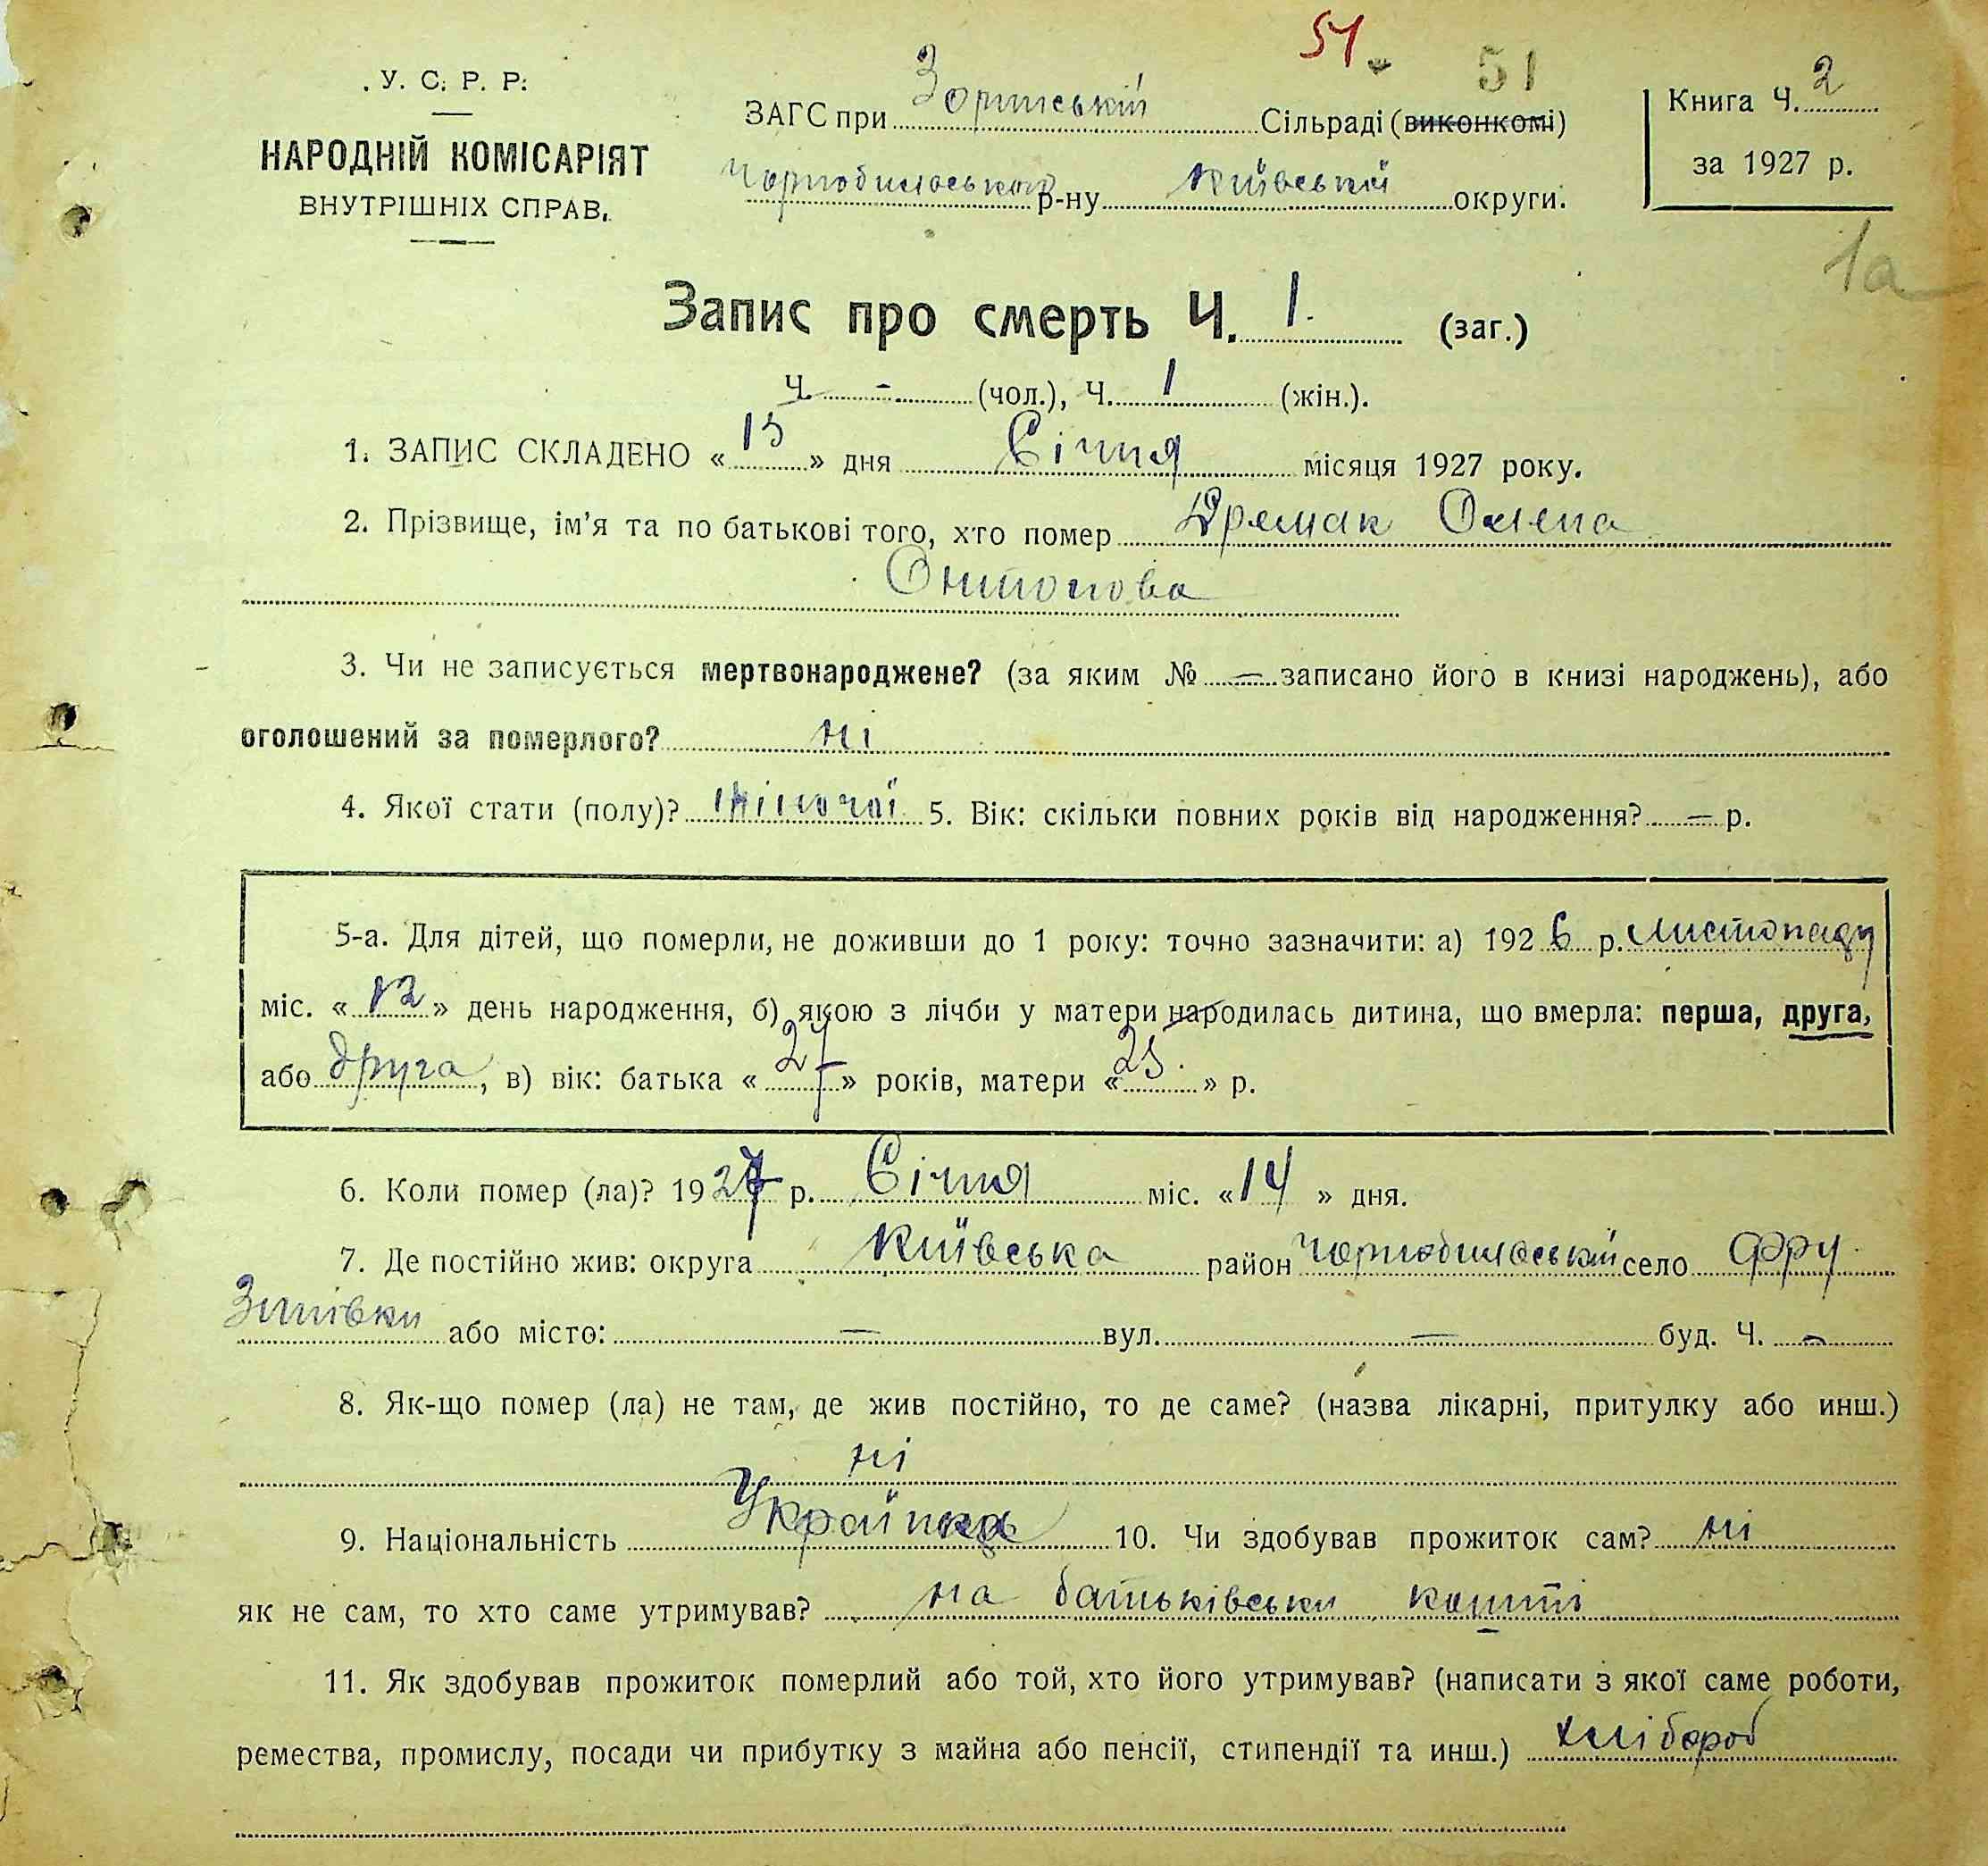 51 51
У. С. Р. Р.
НАРОДНІЙ КОМІСАРІЯТ
ВНУТРІШНІХ СПРАВ.
ЗАГС при Зоринській Сільраді (виконкомі)
Чорнобильського р-ну Київської округи.
Книга Ч. 2
за 1927 р.
1а
Запис про смерть Ч. 1. (заг.)
Ч. - (чол.), Ч. 1 (жін.).
1. ЗАПИС СКЛАДЕНО «15» дня Січня місяця 1927 року.
2. Прізвище, ім'я та по батькові того, хто помер Дремак Олена
Онтонова
3. Чи не записується мертвонароджене? (за яким № — записано його в книзі народжень), або
оголошений за померлого? ні
4. Якої стати (полу)? жіночої 5. Вік: скільки повних років від народження? — р.
5-а. Для дітей, що померли, не доживши до 1 року: точно зазначити: а) 1926 р. листопаду
міс. «12» день народження, б) якою з лічби у матери народилась дитина, що вмерла: перша, друга,
або друга, в) вік: батька «27» років, матери «25» р.
6. Коли помер (ла)? 1927 р. Січня міс. «14» дня.
7. Де постійно жив: округа Київська район Чорнобильський село Фру
Зинівки або місто: — вул. — буд. Ч. —
8. Як-що помер (ла) не там, де жив постійно, то де саме? (назва лікарні, притулку або инш.)
ні
9. Національність 10. Чи здобував прожиток сам? ні
як не сам, то хто саме утримував? на батьківськи кошті
11. Як здобував прожиток померлий або той, хто його утримував? (написати з якої саме роботи,
ремества, промислу, посади чи прибутку з майна або пенсії, стипендії та инш.) хлібороб